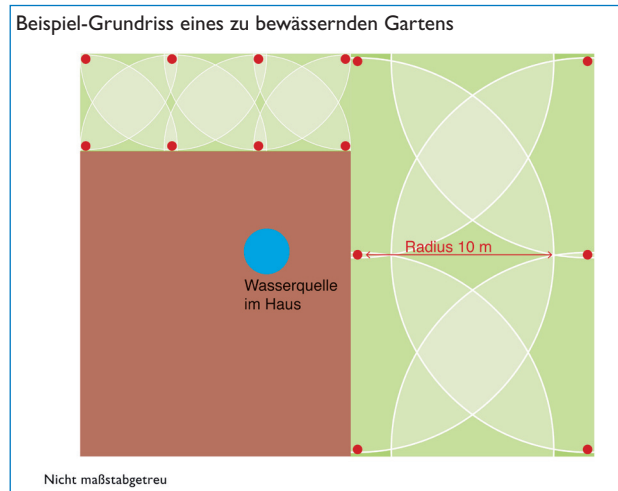 Beispiel-Grundriss eines zu bewässernden Gartens
Radius 10 m
Wasserquelle
im Haus
Nicht maßstabgetreu